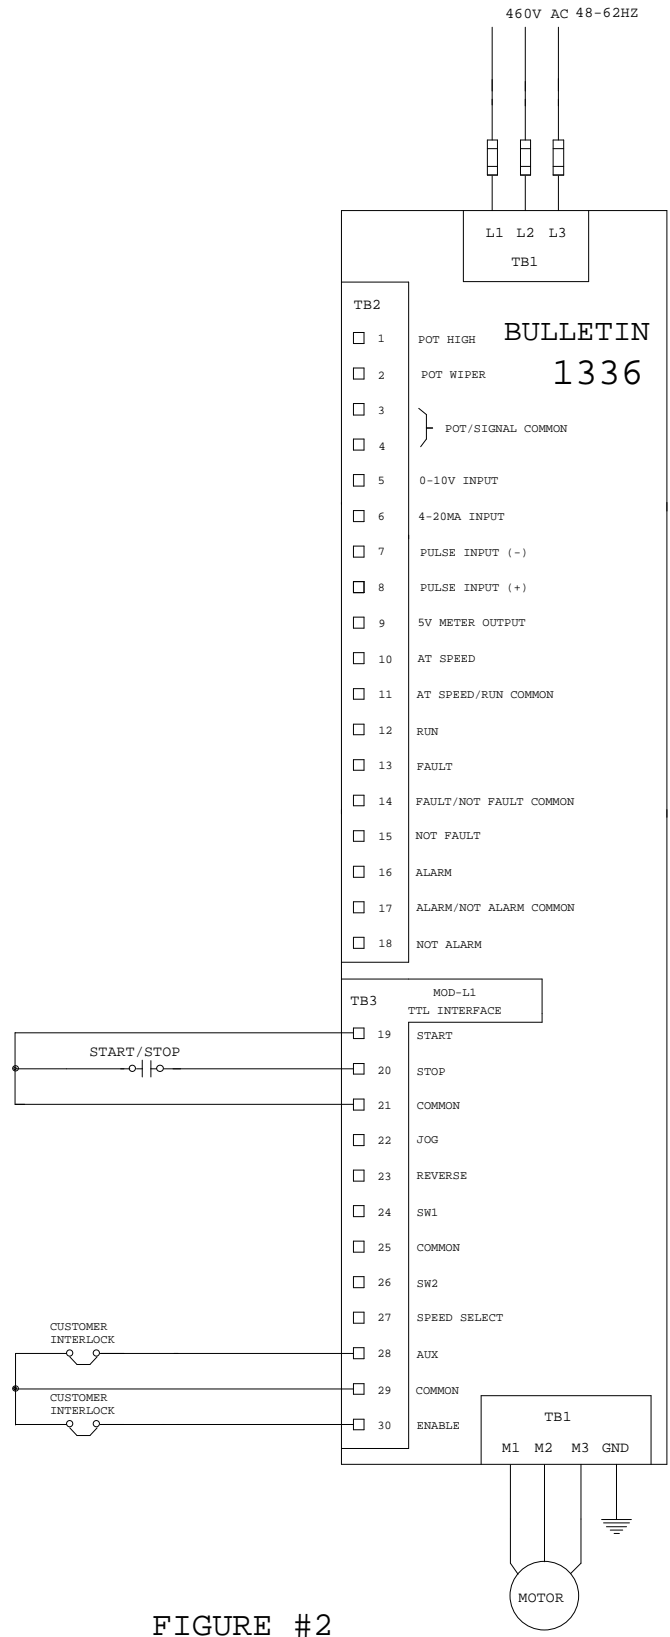 460V AC 48-62HZ
L1 L2 L3
TB1
TB2
BULLETIN
1336
1 POT HIGH
2 POT WIPER
3
POT/SIGNAL COMMON
4
5 0-10V INPUT
6 4-20MA INPUT
7 PULSE INPUT (-)
8 PULSE INPUT (+)
9 5V METER OUTPUT
10 AT SPEED
11 AT SPEED/RUN COMMON
12 RUN
13 FAULT
14 FAULT/NOT FAULT COMMON
15 NOT FAULT
16 ALARM
17 ALARM/NOT ALARM COMMON
18 NOT ALARM
TB3
MOD-L1
TTL INTERFACE
19 START
START/STOP
20 STOP
21 COMMON
22 JOG
23 REVERSE
24 SW1
25 COMMON
26 SW2
27 SPEED SELECT
CUSTOMER
INTERLOCK
28 AUX
29 COMMON
CUSTOMER
INTERLOCK
30 ENABLE
TB1
M1 M2 M3 GND
MOTOR
FIGURE #2